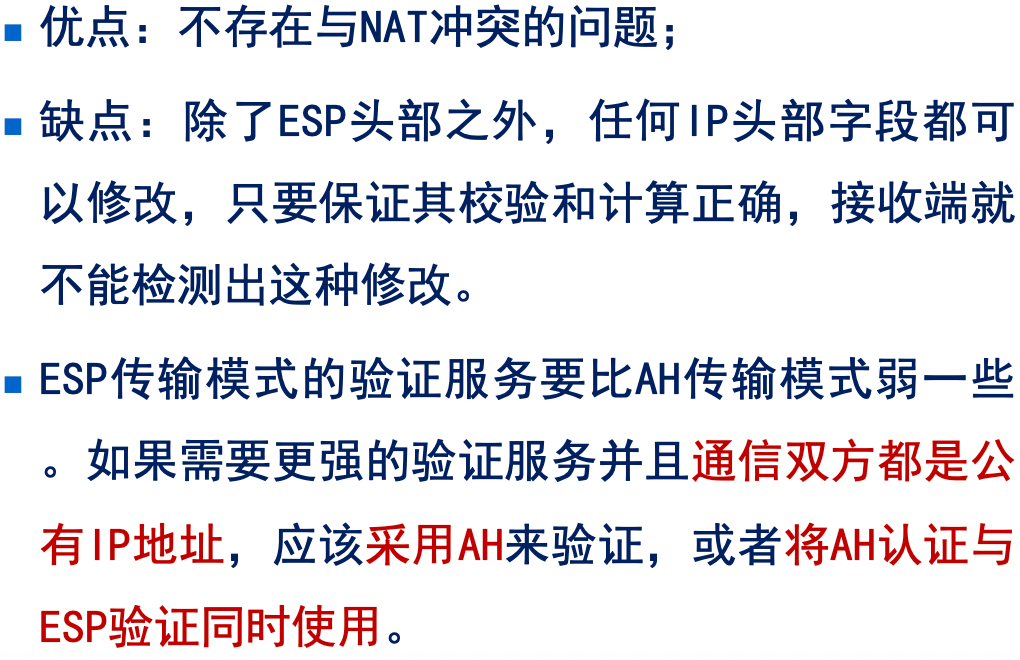 ■ 优点：不存在与NAT冲突的问题；
■ 缺点：除了ESP头部之外，任何IP头部字段都可
以修改，只要保证其校验和计算正确，接收端就
不能检测出这种修改。
■ ESP传输模式的验证服务要比AH传输模式弱一些
。如果需要更强的验证服务并且通信双方都是公
有IP地址，应该采用AH来验证，或者将AH认证与
ESP验证同时使用。